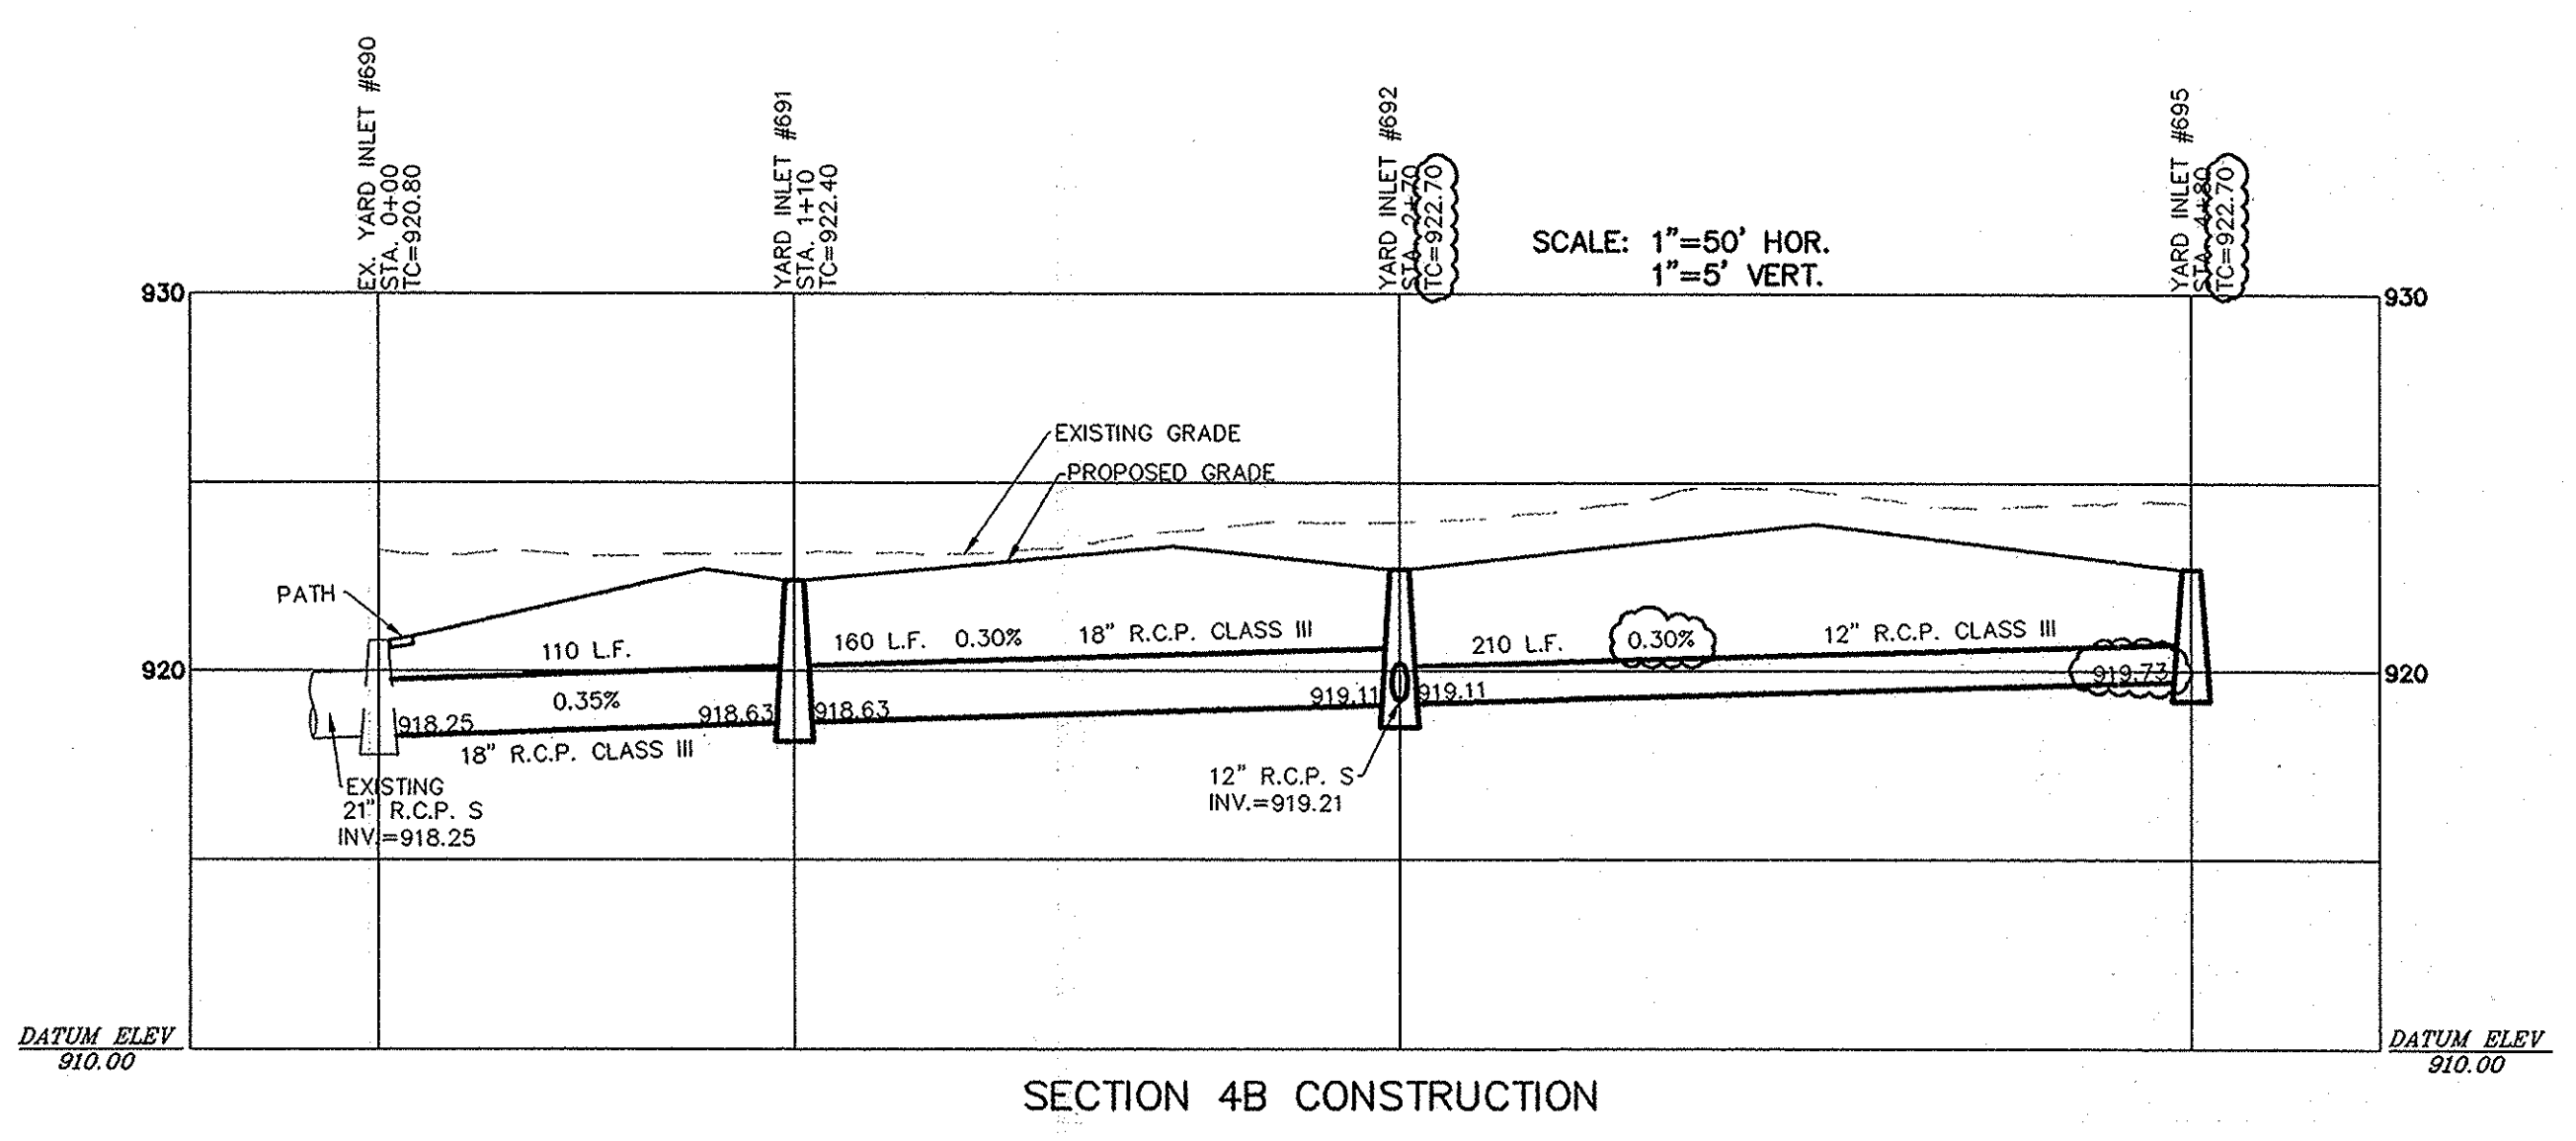 EX. YARD INLET #690
STA. 0+00
TC=920.80
YARD INLET #691
STA. 1+10
TC=922.40
YARD INLET #692
STA. 2+70
TC=922.70
YARD INLET #695
STA. 4+80
TC=922.70
SCALE: 1"=50' HOR.
1"=5' VERT.
930
930
EXISTING GRADE
PROPOSED GRADE
PATH
110 L.F.
160 L.F. 0.30% 18" R.C.P. CLASS III
210 L.F. 0.30% 12" R.C.P. CLASS III
920
920
0.35%
918.25
918.63
918.63
919.11
919.11
919.73
18" R.C.P. CLASS III
EXISTING
21" R.C.P. S
INV.=918.25
12" R.C.P. S
INV.=919.21
DATUM ELEV
910.00
DATUM ELEV
910.00
SECTION 4B CONSTRUCTION